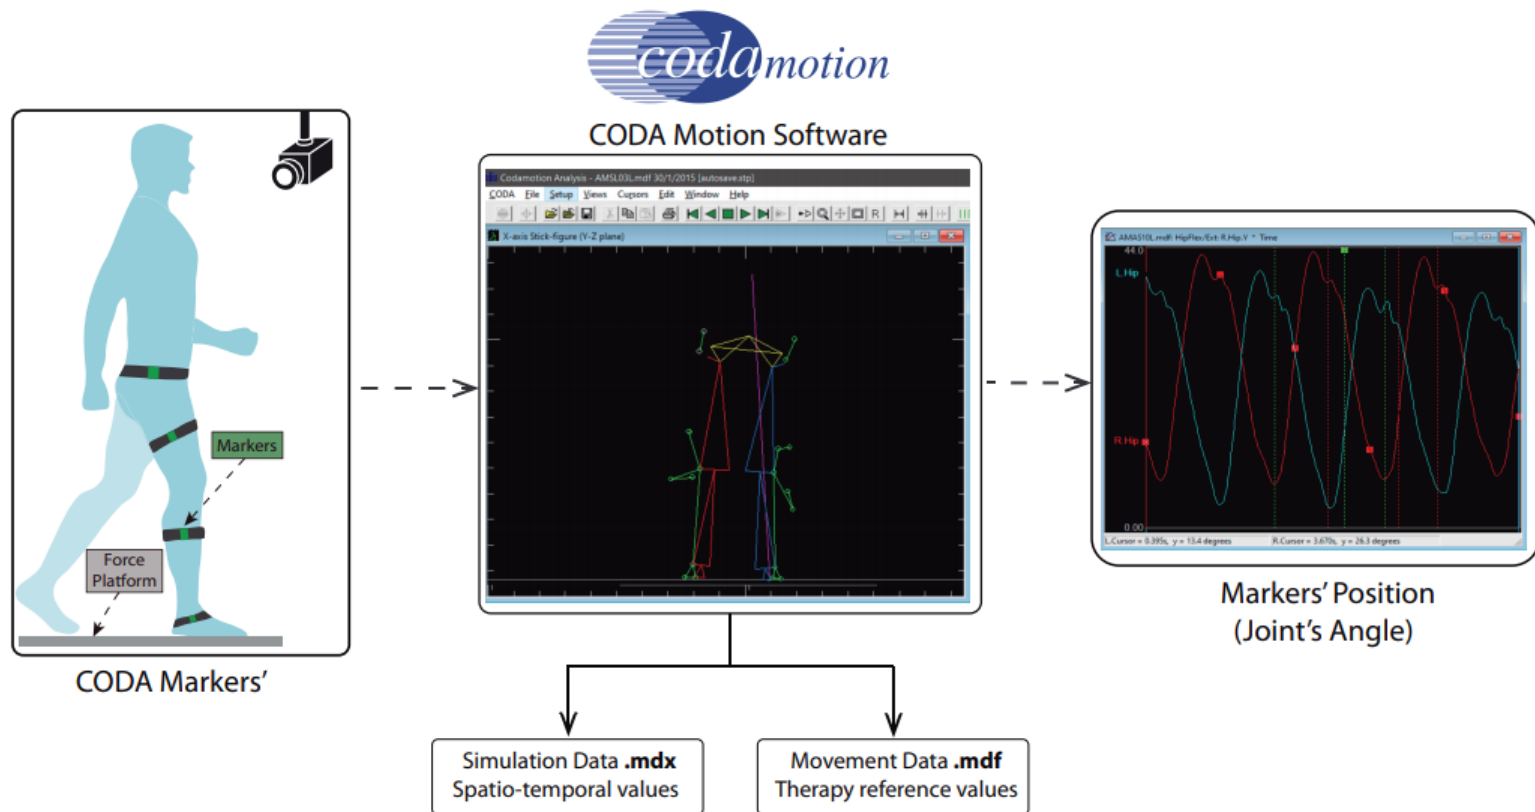 codamotion
CODA Motion Software
Codamotion Analysis - AMSL03L.mdf 30/1/2015 [autosave.stp]
CODA File Setup Views Cursors Edit Window Help
R
X-axis Stick-figure (Y-Z plane)
Markers
Force
Platform
CODA Markers'
AMAS10L.mdf: HipFlex/Ext: R.Hip.Y * Time
44.0
L.Hip
R.Hip
0.00
L.Cursor = 0.395s, y = 13.4 degrees R.Cursor = 3.670s, y = 26.3 degrees
Markers' Position
(Joint's Angle)
Simulation Data .mdx
Spatio-temporal values
Movement Data .mdf
Therapy reference values